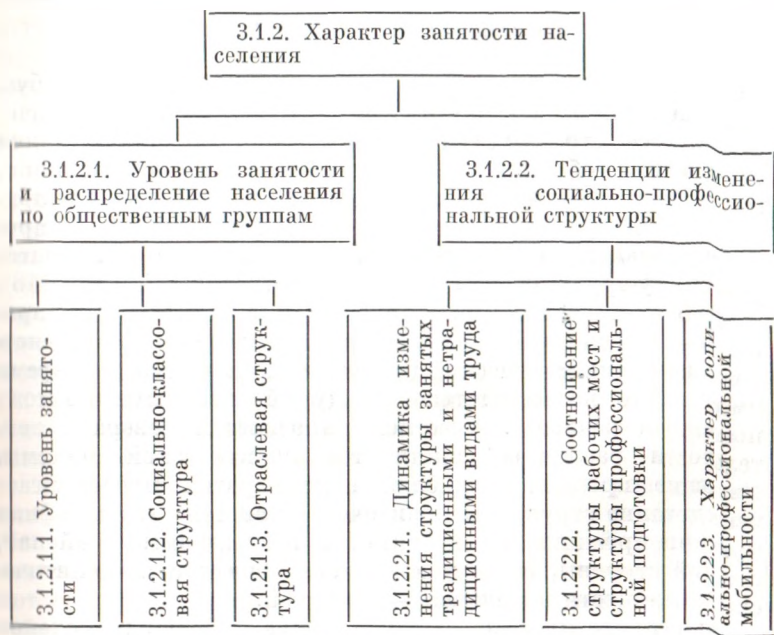 3.1.2. Характер занятости на-
селения
3.1.2.1. Уровень занятости
и распределение населения
по общественным группам
3.1.2.2. Тенденции измене-
ния социально-профессио-
нальной структуры
3.1.2.1.1. Уровень занято-
сти
3.1.2.1.2. Социально-классо-
вая структура
3.1.2.1.3. Отраслевая струк-
тура
3.1.2.2.1. Динамика изме-
нения структуры занятых
традиционными и нетра-
диционными видами труда
3.1.2.2.2. Соотношение
структуры рабочих мест и
структуры профессиональ-
ной подготовки
3.1.2.2.3. Характер соци-
ально-профессиональной
мобильности